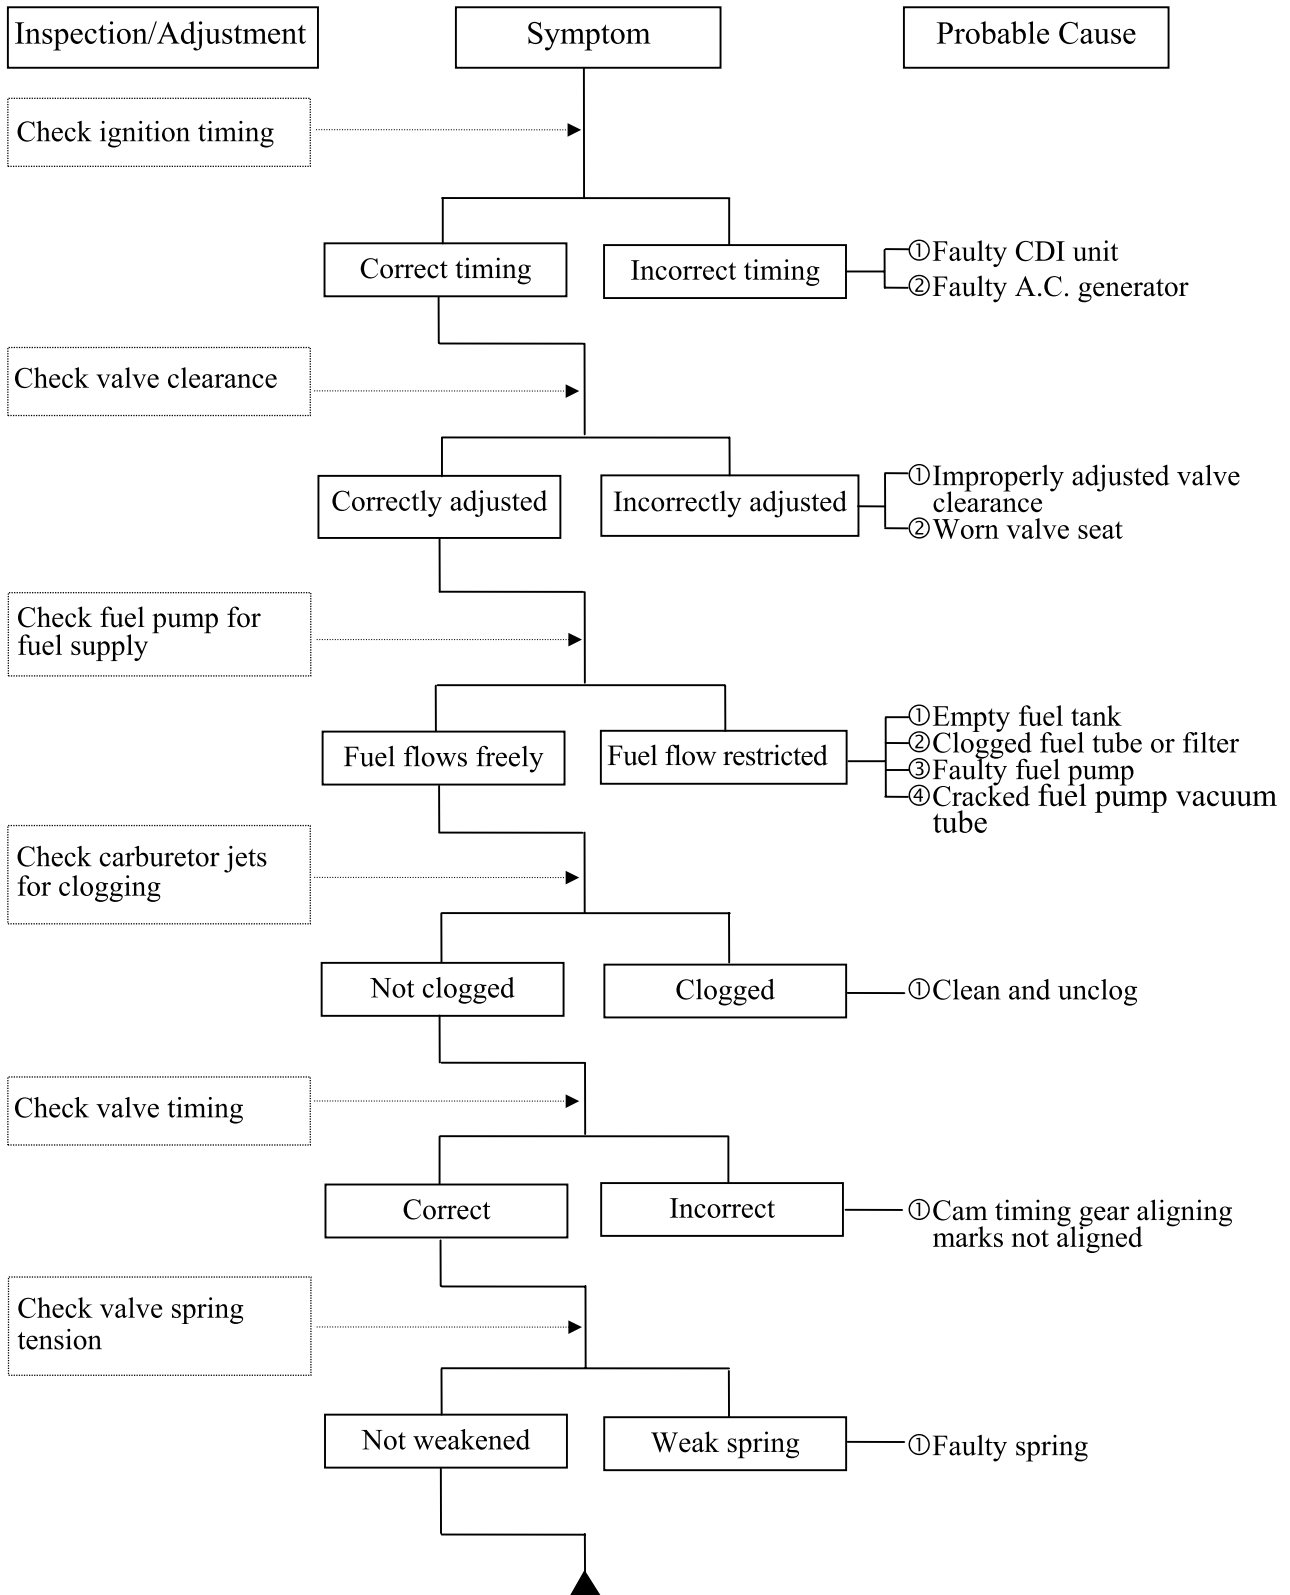 Inspection/Adjustment
Symptom
Probable Cause
Check ignition timing
Correct timing
Incorrect timing
①Faulty CDI unit
②Faulty A.C. generator
Check valve clearance
Correctly adjusted
Incorrectly adjusted
①Improperly adjusted valve
clearance
②Worn valve seat
Check fuel pump for
fuel supply
Fuel flows freely
Fuel flow restricted
①Empty fuel tank
②Clogged fuel tube or filter
③Faulty fuel pump
④Cracked fuel pump vacuum
tube
Check carburetor jets
for clogging
Not clogged
Clogged
①Clean and unclog
Check valve timing
Correct
Incorrect
①Cam timing gear aligning
marks not aligned
Check valve spring
tension
Not weakened
Weak spring
①Faulty spring